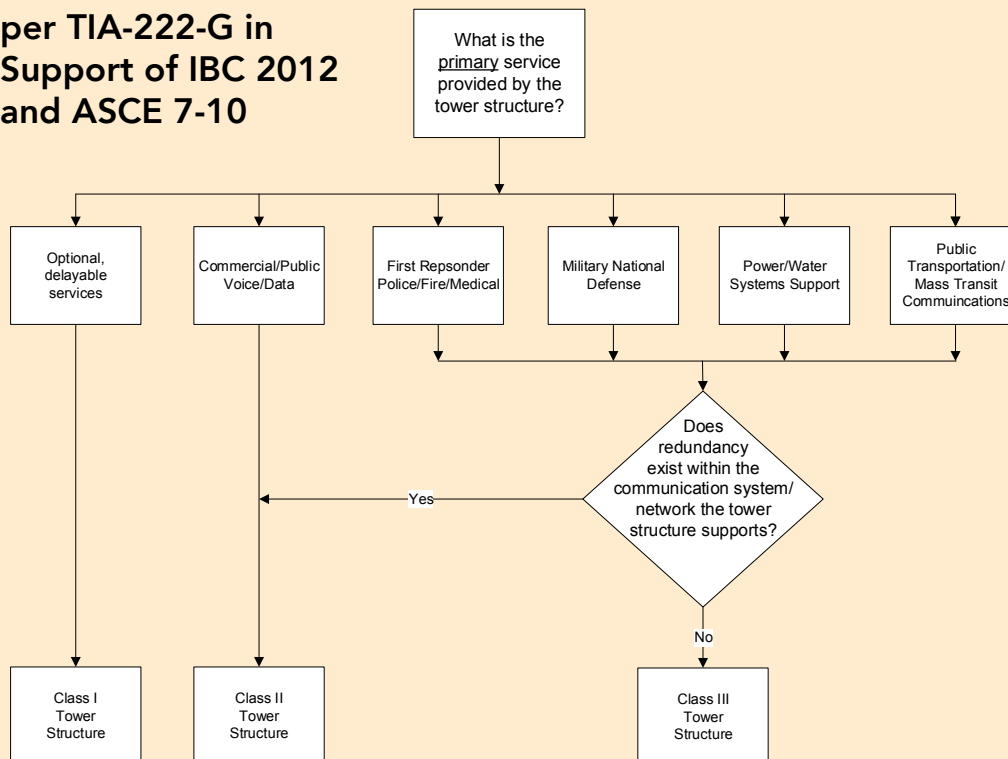 per TIA-222-G in
Support of IBC 2012
and ASCE 7-10
What is the
primary service
provided by the
tower structure?
Optional,
delayable
services
Commercial/Public
Voice/Data
First Repsonder
Police/Fire/Medical
Military National
Defense
Power/Water
Systems Support
Public
Transportation/
Mass Transit
Commuincations
Does
redundancy
exist within the
communication system/
network the tower
structure supports?
Yes
No
Class I
Tower
Structure
Class II
Tower
Structure
Class III
Tower
Structure